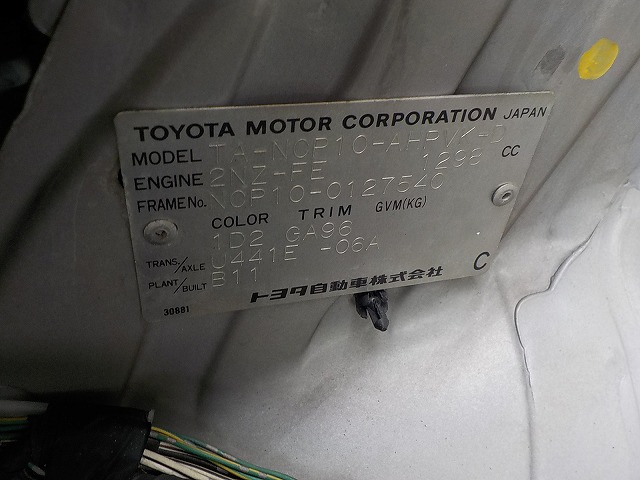 TOYOTA MOTOR CORPORATION JAPAN
MODEL TA-NCP10-AHPVK-D
ENGINE 2NZ-FE 1298 CC
FRAME No. NCP10-0127540
COLOR TRIM GVM(KG)
1D2 GA96
TRANS./AXLE U441E -06A
PLANT/BUILT B11
トヨタ自動車株式会社 C
30881